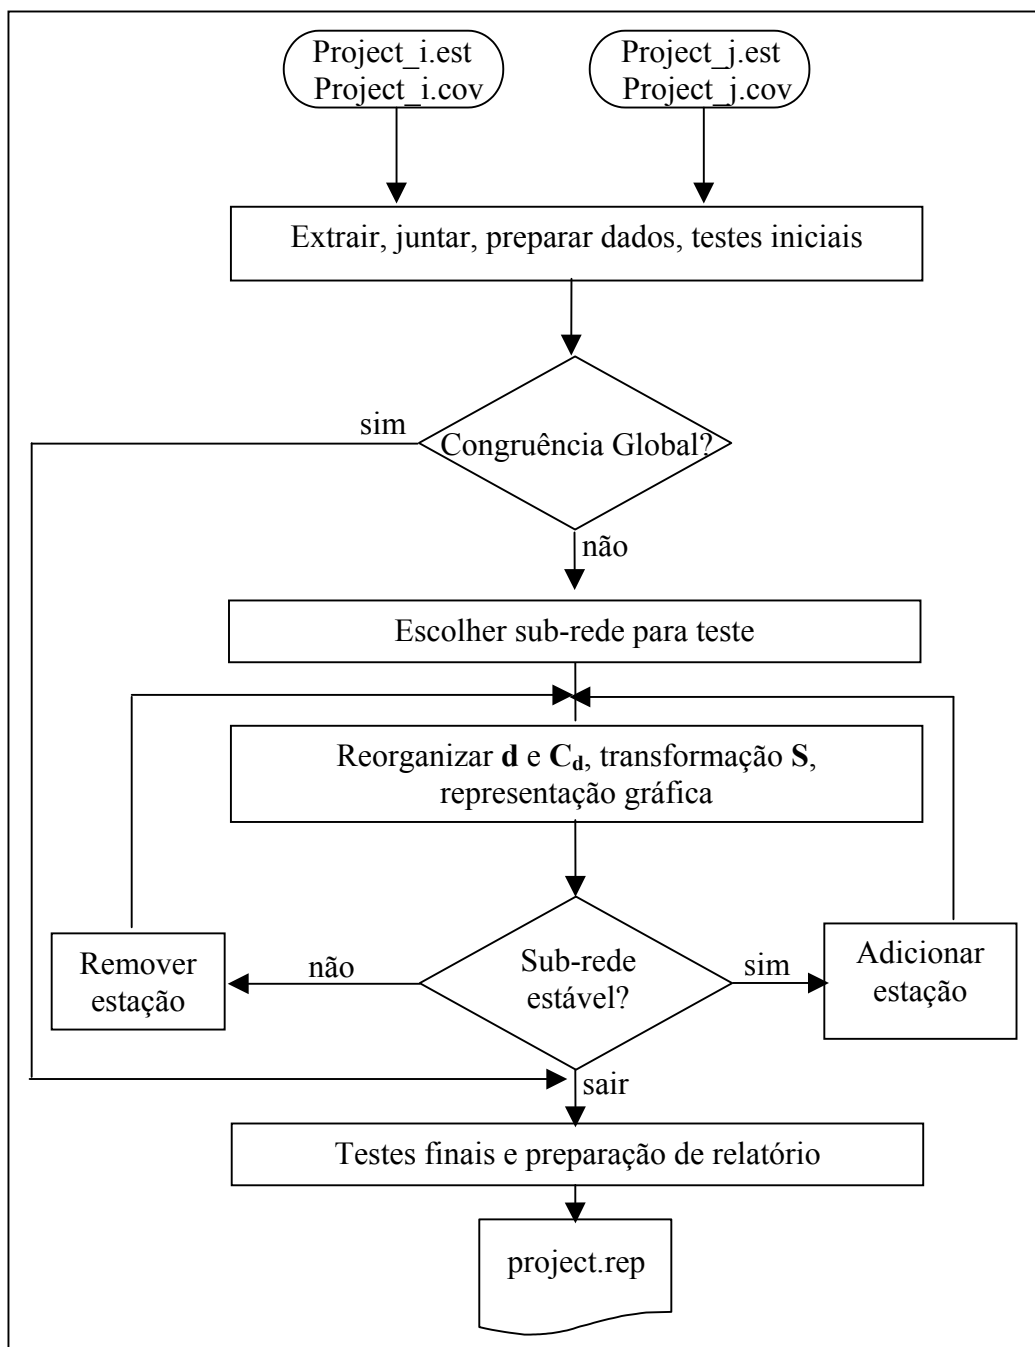 Project_i.est
Project_i.cov
Project_j.est
Project_j.cov
Extrair, juntar, preparar dados, testes iniciais
sim
Congruência Global?
não
Escolher sub-rede para teste
Reorganizar d e Cd, transformação S,
representação gráfica
Remover
estação
não
Sub-rede
estável?
sim
Adicionar
estação
sair
Testes finais e preparação de relatório
project.rep